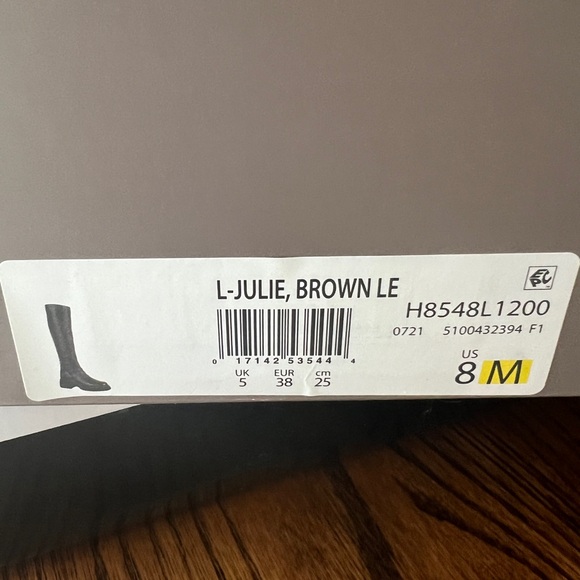 L-JULIE, BROWN LE
H8548L1200
0721 5100432394 F1
0 17142 53544 4
UK EUR cm
5 38 25
US
8 M